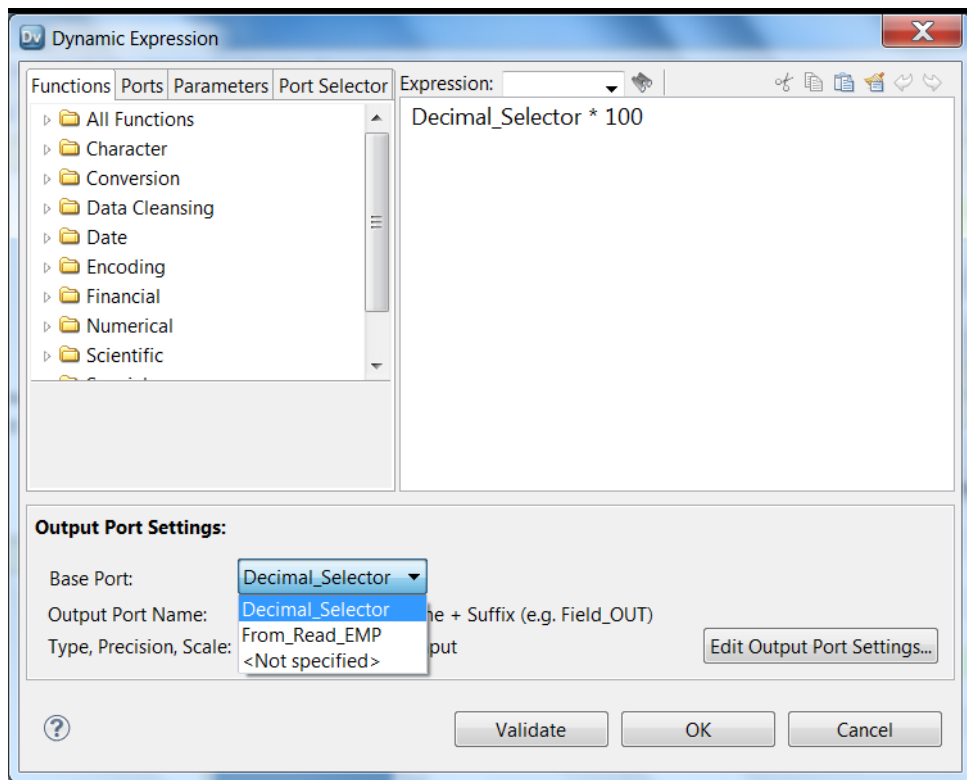 Dv Dynamic Expression
Functions Ports Parameters Port Selector Expression:
All Functions
Character
Conversion
Data Cleansing
Date
Encoding
Financial
Numerical
Scientific
Decimal_Selector * 100
Output Port Settings:
Base Port: Decimal_Selector
Decimal_Selector
From_Read_EMP
<Not specified>
Output Port Name: + Suffix (e.g. Field_OUT)
Type, Precision, Scale:
Edit Output Port Settings...
?
Validate OK Cancel